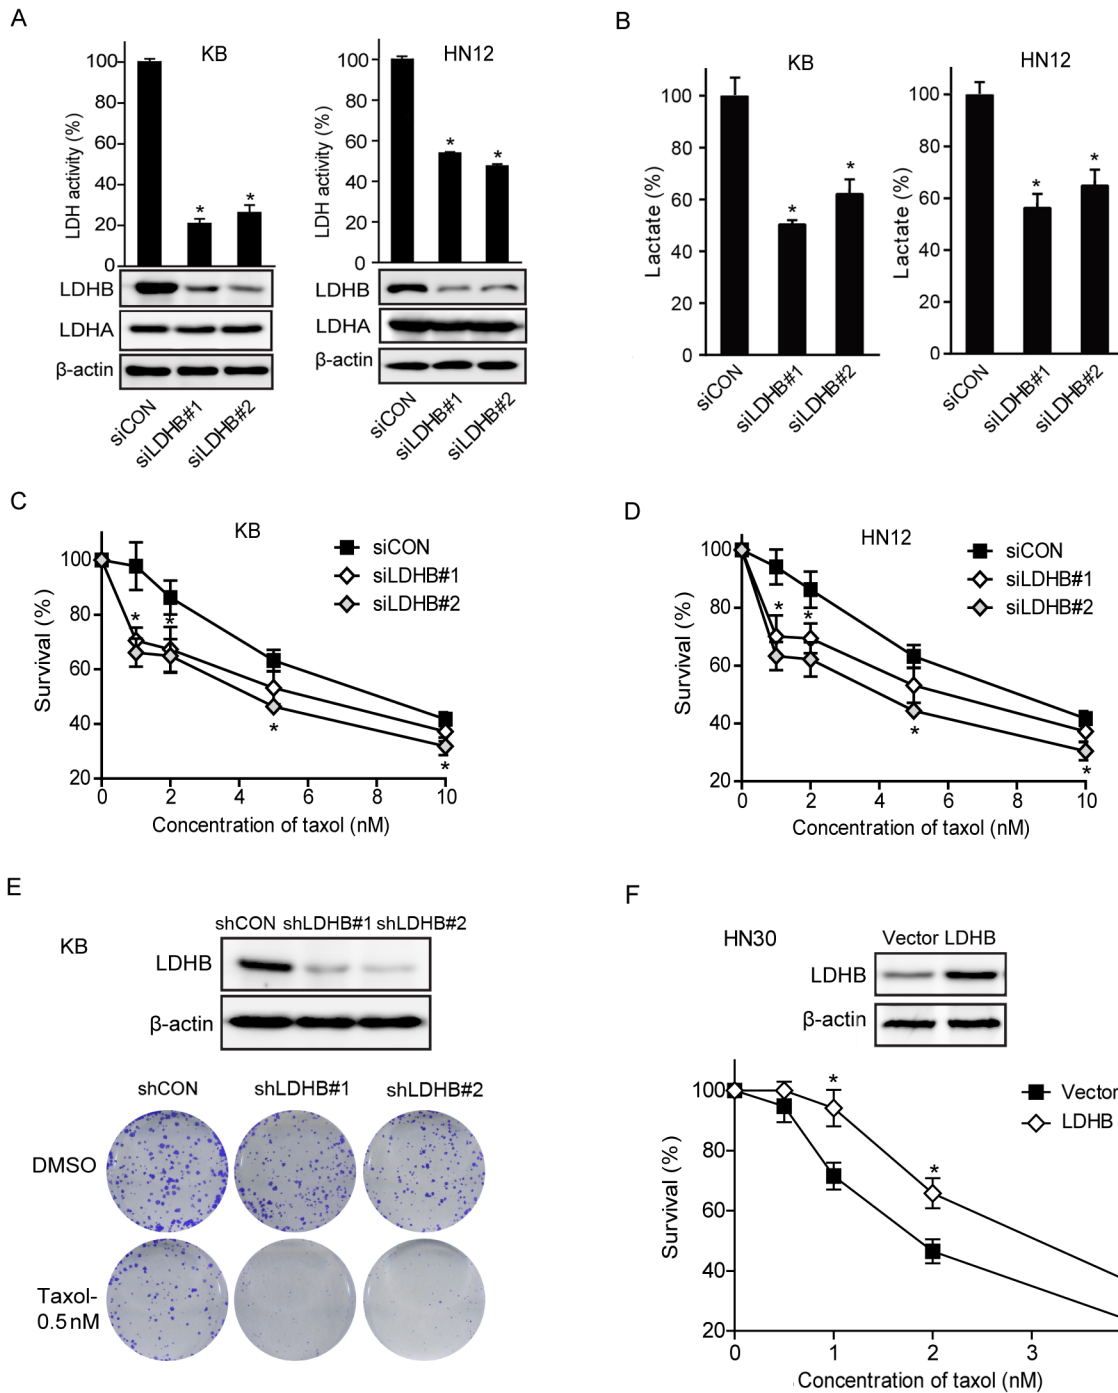 A
B
KB
HN12
KB
HN12
LDH activity (%)
100
80
60
40
20
0
*
*
LDH activity (%)
100
80
60
40
20
0
*
*
LDHB
LDHA
β-actin
siCON
siLDHB#1
siLDHB#2
LDHB
LDHA
β-actin
siCON
siLDHB#1
siLDHB#2
Lactate (%)
100
80
60
40
20
0
*
*
siCON
siLDHB#1
siLDHB#2
Lactate (%)
100
80
60
40
20
0
*
*
siCON
siLDHB#1
siLDHB#2
C
KB
siCON
siLDHB#1
siLDHB#2
Survival (%)
100
80
60
40
20
*
*
*
*
0 2 4 6 8 10
Concentration of taxol (nM)
D
HN12
siCON
siLDHB#1
siLDHB#2
Survival (%)
100
80
60
40
20
*
*
*
*
0 2 4 6 8 10
Concentration of taxol (nM)
E
KB
shCON shLDHB#1 shLDHB#2
LDHB
β-actin
shCON shLDHB#1 shLDHB#2
DMSO
Taxol-
0.5 nM
F
HN30
Vector LDHB
LDHB
β-actin
Vector
LDHB
Survival (%)
100
80
60
40
20
*
*
0 1 2 3
Concentration of taxol (nM)